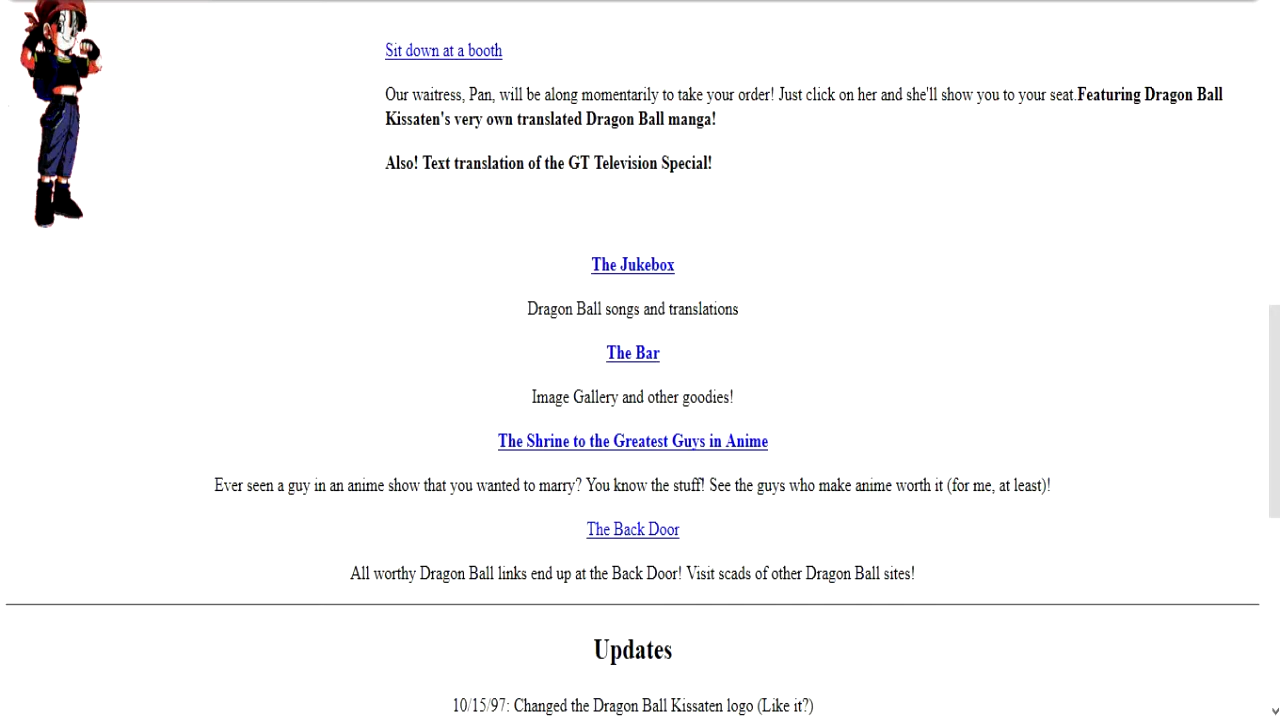 Sit down at a booth
Our waitress, Pan, will be along momentarily to take your order! Just click on her and she'll show you to your seat.Featuring Dragon Ball
Kissaten's very own translated Dragon Ball manga!
Also! Text translation of the GT Television Special!
The Jukebox
Dragon Ball songs and translations
The Bar
Image Gallery and other goodies!
The Shrine to the Greatest Guys in Anime
Ever seen a guy in an anime show that you wanted to marry? You know the stuff! See the guys who make anime worth it (for me, at least)!
The Back Door
All worthy Dragon Ball links end up at the Back Door! Visit scads of other Dragon Ball sites!
Updates
10/15/97: Changed the Dragon Ball Kissaten logo (Like it?)